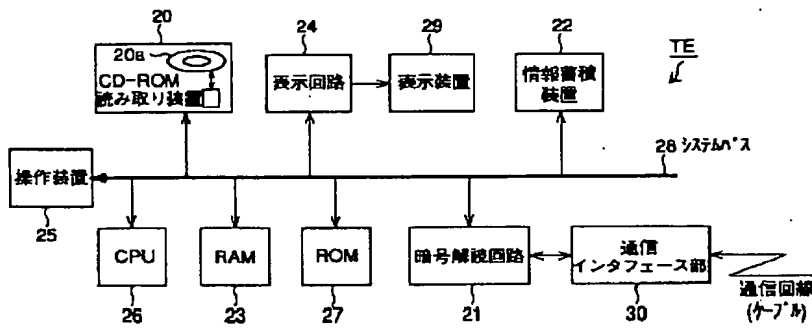 20
24
29
22
TE
20a
CD-ROM
読み取り装置
表示回路
表示装置
情報蓄積
装置
28 システムバス
操作装置
25
CPU
RAM
ROM
暗号解読回路
通信
インタフェース部
26
23
27
21
30
通信回線
(ケーブル)